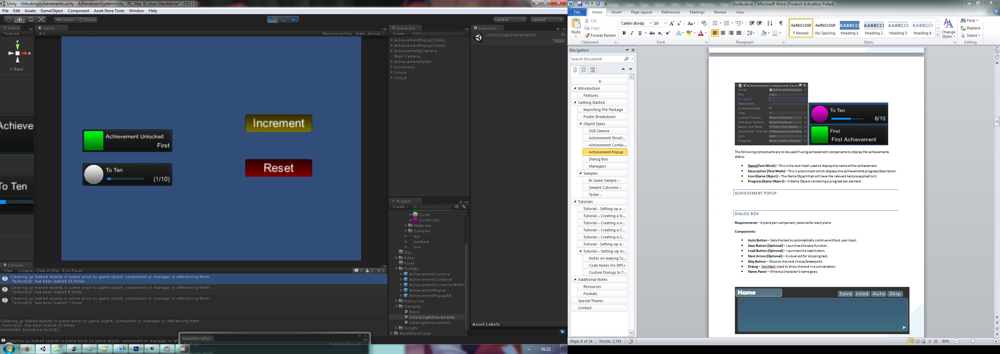 Unity - UnlockingAchievements.unity - AchievementSystemUnity - PC, Mac & Linux Standalone* <DX11>
File Edit Assets GameObject Component Asset Store Tools Window Help
Center Global
Layers Layout
Scene
Textured
y
x
Back
Achieve
To Ten
Game
4:3
Maximize on Play Stats Gizmos
Achievement Unlocked
First
To Ten
(1/10)
Increment
Reset
Hierarchy
Create All
AchievementPopup(Clone)
AchievementPopup(Clone)
AchievementsCamera
Main Camera
AchievementHolder
Increment
Unlock
Unlock
Inspector
UnlockingAchievements
Open
Project
Create
Circle
CircleColor
Materials
Samples
bar
barBack
line
Doc
Editor
Fonts
Prefabs
AchievementCamera
AchievementContainer
AchievementContainerWithPr
AchievementPopup
AchievementPopupAlt
Resources
Samples
Blank
UnlockingAchievements
ViewingAchievements
Scripts
AssetStoreTools
Asset Labels
Console
Clear Collapse Clear on Play Error Pause
3 0 0
Cleaning up leaked objects in scene since no game object, component or manager is referencing them
Texture2D has been leaked 15 times.
Cleaning up leaked objects in scene since no game object, component or manager is referencing them
Texture2D has been leaked 8 times.
Cleaning up leaked objects in scene since no game object, component or manager is referencing them
Texture2D has been leaked 7 times.
Cleaning up leaked objects in scene since no game object, component or manager is referencing them
Texture2D has been leaked 15 times.
UnityEditor.DockArea:OnGUI()
Cleaning up leaked objects in scene since no game object, component or manager is ref
AssetStoreMgr
01:22
Guide.docx - Microsoft Word (Product Activation Failed)
File Home Insert Page Layout References Mailings Review View
Paste
Cut
Copy
Format Painter
Clipboard
Calibri (Body) 10
Font
Paragraph
AaBbCcDdE AaBbCcDdE AaBbCCI AaBbCCI AaBbCCI AaBbCCI
¶ Normal No Spacing Heading 1 Heading 2 Heading 3 Heading 4
Styles
Change Styles
Find
Replace
Select
Editing
Navigation
Search Document
Introduction
Features
Getting Started
Importing The Package
Folder Breakdown
Object Types
GUI Camera
Achievement Struct...
Achievement Contai...
Achievement Popup
Dialog Box
Managers
Samples
In Game Sample –
Sample Cutscene –
Tester -
Tutorials
Tutorial - Setting up a ...
Tutorial – Creating a N...
Tutorial – Creating a n...
Tutorial – Creating a C...
Tutorial – Creating a C...
Tutorial - Setting up a...
Tutorial – Setting up in...
Notes on making Sc...
Code Notes On NPCs
Custom Dialogs In T...
Additional Notes
Resources
Formats
Special Thanks
Contact
Achievement Component (Scri
Script AchievementCompo
Key basic
My Name
Description
Is Incremental
Goal 0
Locked Texture None (Texture)
Unlocked Texture None (Texture)
Name Text Mesh Title (Text Mesh)
Description Text Me Message (Text Mesh
Icon Icon
Progress None (Game Object)
To Ten
6/10
First
First Achievement
The following components are to be used if using achievement components to display the achievements
status:
• Name(Text Mesh) – This is the text mesh used to display the name of the achievement.
• Description (Text Mesh) – This is a text mesh which displays the achievements progress/description.
• Icon (Game Object) – The Game Object that will have the relevant texture applied to it.
• Progress (Game Object) – A Game Object containing a progress bar element
ACHIEVEMENT POPUP
DIALOG BOX
Requirements – A plane per component, textures for each plane.
Components-
• Auto Button – Sets the text to automatically continue without user input.
• Save Button (Optional) – Launches the save function.
• Load Button (Optional) – Launches the load button.
• Next Arrow (Optional) – A visual aid for skipping text.
• Skip Button – Skips to the next choice/breakpoint.
• Dialog – TextMesh Used to show the text in a conversation.
• Name Panel – Where a character's name goes.
Name
Save Load Auto Skip
Page: 6 of 24 Words: 2,741
80%